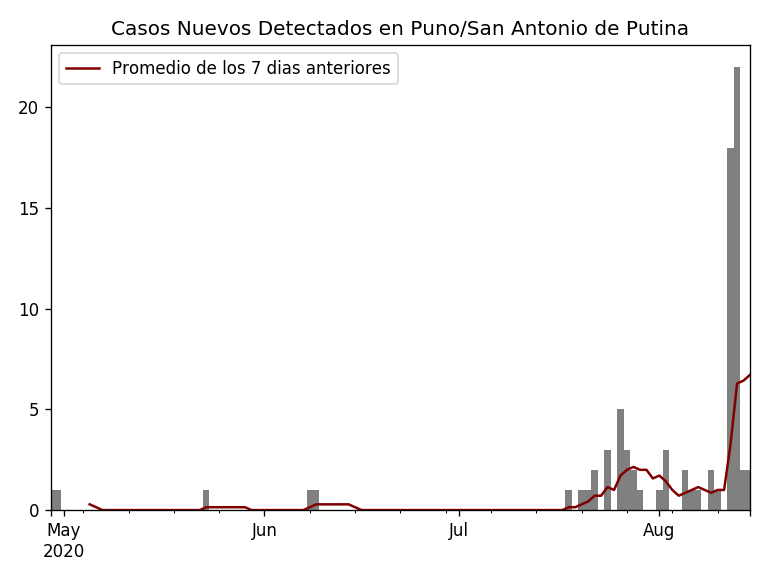 Casos Nuevos Detectados en Puno/San Antonio de Putina
Promedio de los 7 dias anteriores
20
15
10
5
0
May Jun Jul Aug
2020